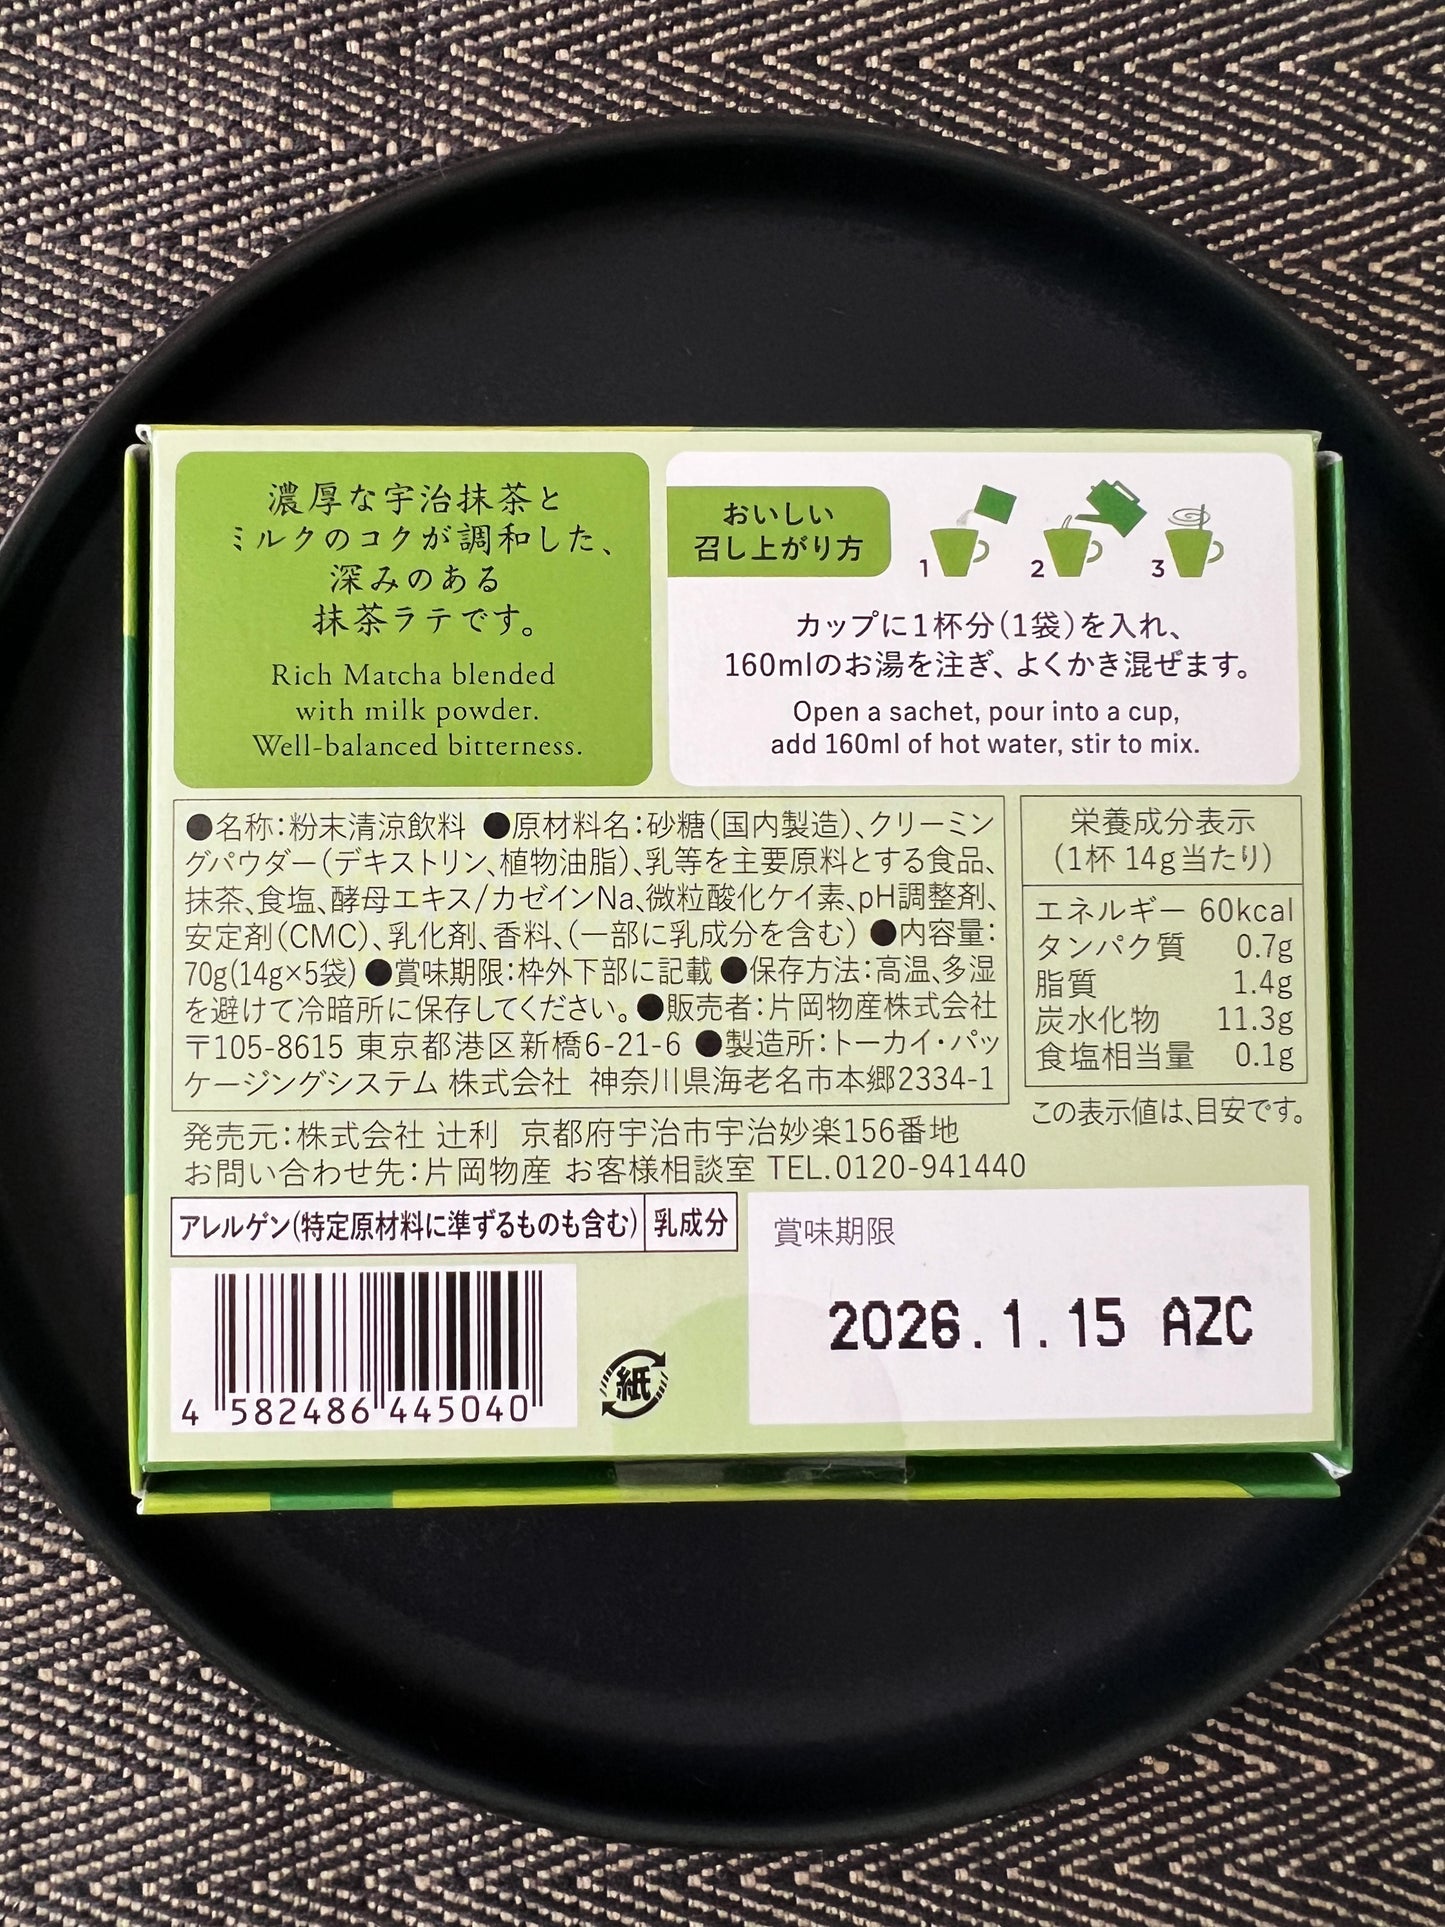 濃厚な宇治抹茶と
ミルクのコクが調和した、
深みのある
抹茶ラテです。
Rich Matcha blended
with milk powder.
Well-balanced bitterness.
おいしい
召し上がり方
1
2
3
カップに1杯分(1袋)を入れ、
160mlのお湯を注ぎ、よくかき混ぜます。
Open a sachet, pour into a cup,
add 160ml of hot water, stir to mix.
●名称:粉末清涼飲料 ●原材料名:砂糖(国内製造)、クリーミン
グパウダー(デキストリン、植物油脂)、乳等を主要原料とする食品、
抹茶、食塩、酵母エキス/カゼインNa、微粒酸化ケイ素、pH調整剤、
安定剤(CMC)、乳化剤、香料、(一部に乳成分を含む) ●内容量:
70g(14g×5袋) ●賞味期限:枠外下部に記載 ●保存方法:高温、多湿
を避けて冷暗所に保存してください。●販売者:片岡物産株式会社
〒105-8615 東京都港区新橋6-21-6 ●製造所:トーカイ・パッ
ケージングシステム 株式会社 神奈川県海老名市本郷2334-1
栄養成分表示
(1杯 14g当たり)
エネルギー 60kcal
タンパク質 0.7g
脂質 1.4g
炭水化物 11.3g
食塩相当量 0.1g
この表示値は、目安です。
発売元:株式会社 辻利 京都府宇治市宇治妙楽156番地
お問い合わせ先:片岡物産 お客様相談室 TEL.0120-941440
アレルゲン(特定原材料に準ずるものも含む) 乳成分
賞味期限
2026.1.15 AZC
4 582486 445040
紙